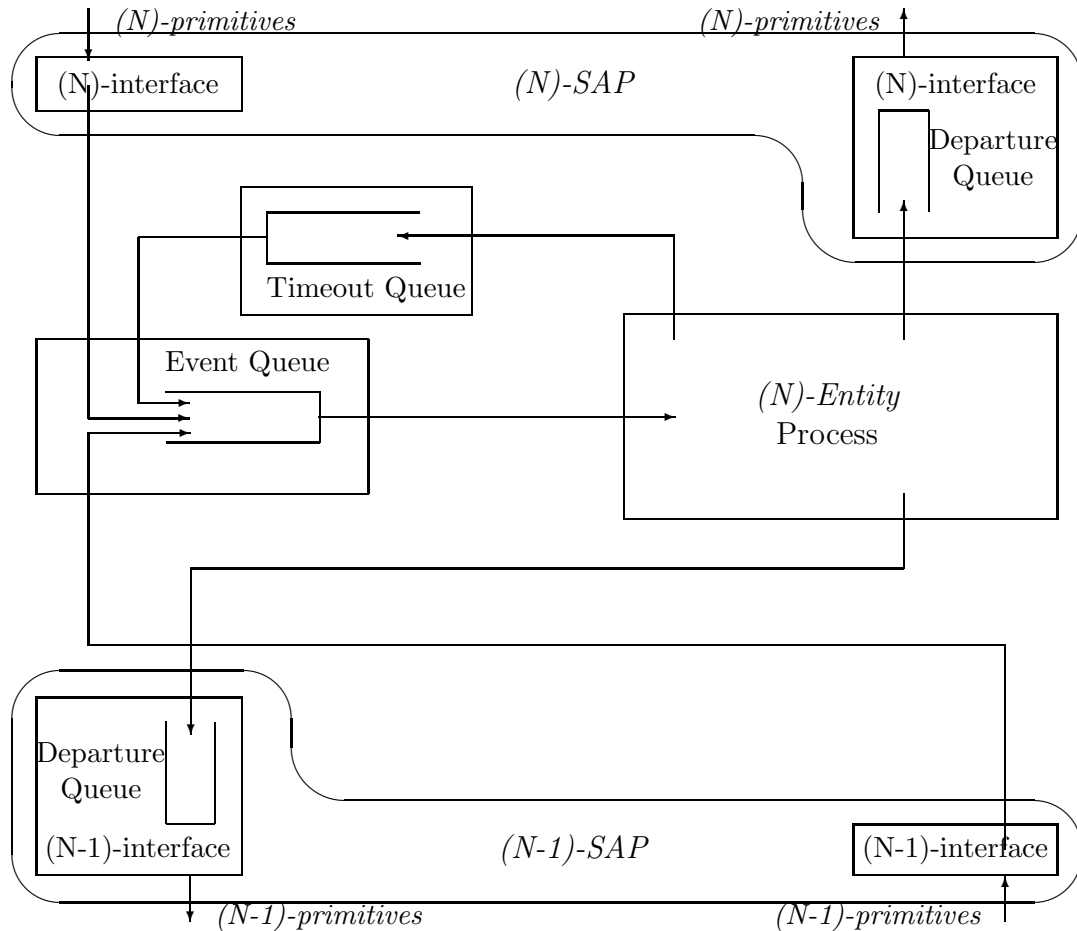 (N)-primitives
(N)-primitives
(N)-interface
(N)-SAP
(N)-interface
Departure
Queue
Timeout Queue
Event Queue
(N)-Entity
Process
Departure
Queue
(N-1)-interface
(N-1)-SAP
(N-1)-interface
(N-1)-primitives
(N-1)-primitives